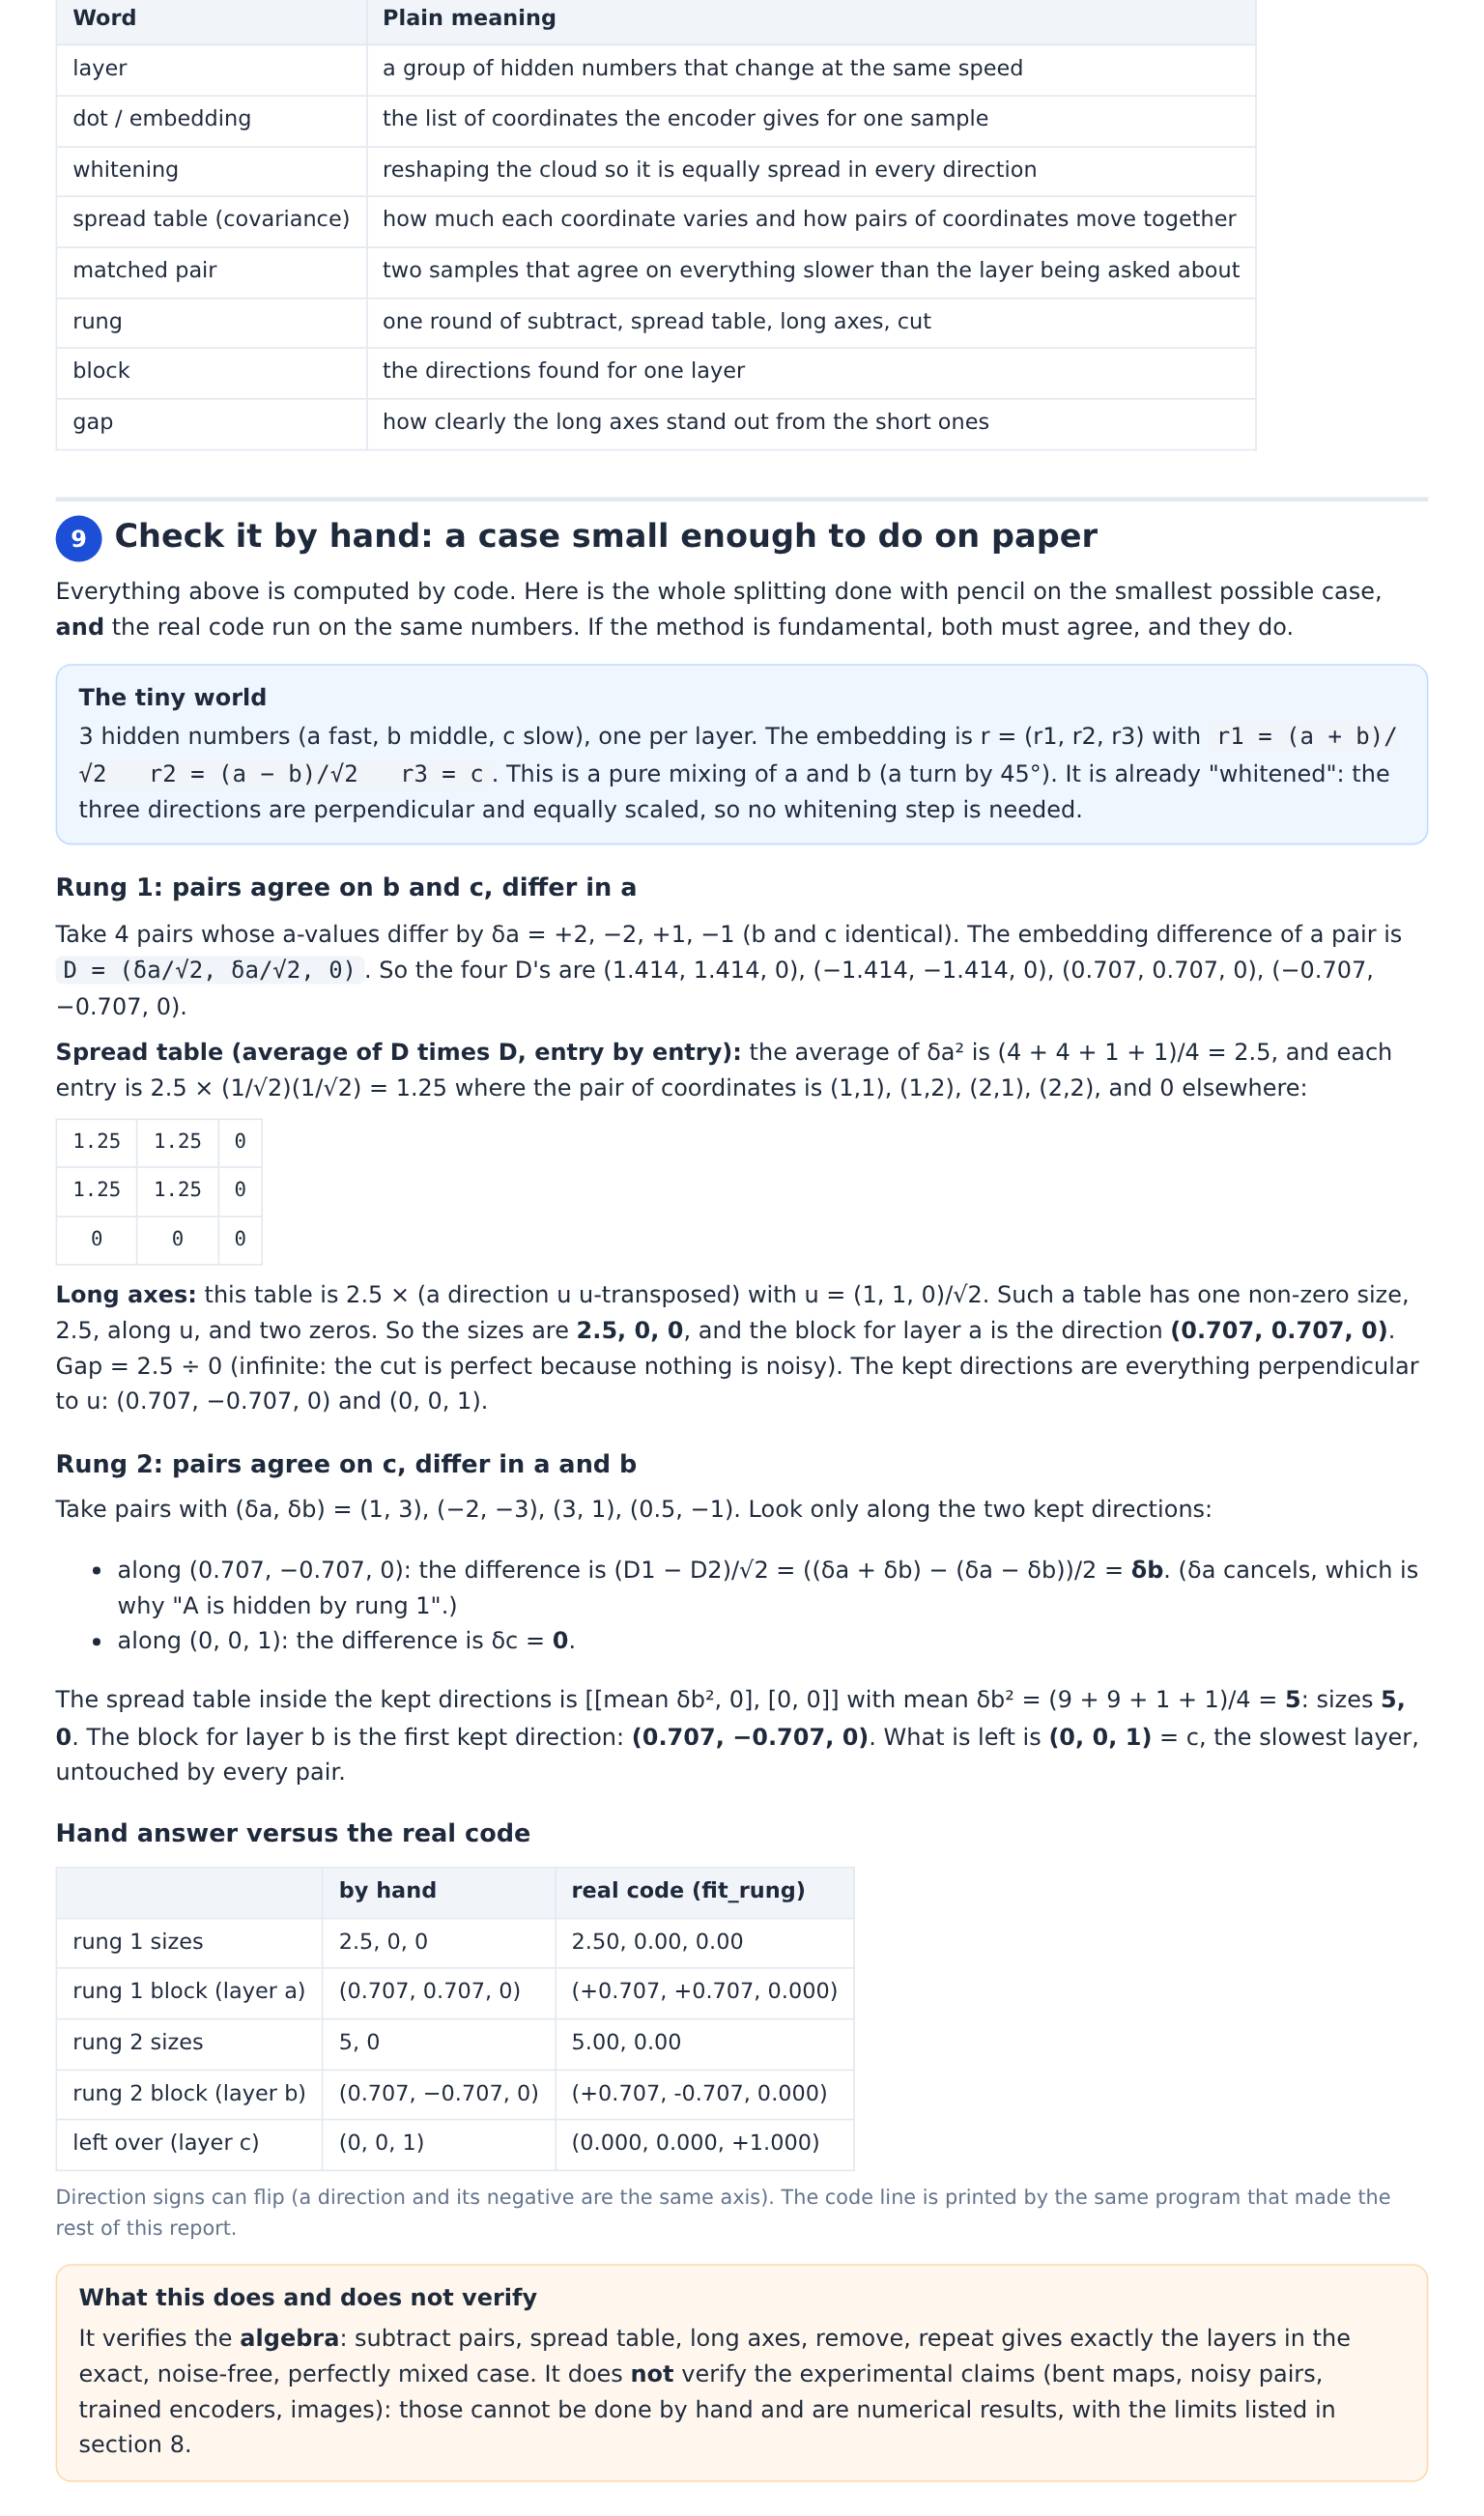 Word Plain meaning
layer a group of hidden numbers that change at the same speed
dot / embedding the list of coordinates the encoder gives for one sample
whitening reshaping the cloud so it is equally spread in every direction
spread table (covariance) how much each coordinate varies and how pairs of coordinates move together
matched pair two samples that agree on everything slower than the layer being asked about
rung one round of subtract, spread table, long axes, cut
block the directions found for one layer
gap how clearly the long axes stand out from the short ones
9 Check it by hand: a case small enough to do on paper
Everything above is computed by code. Here is the whole splitting done with pencil on the smallest possible case,
and the real code run on the same numbers. If the method is fundamental, both must agree, and they do.
The tiny world
3 hidden numbers (a fast, b middle, c slow), one per layer. The embedding is r = (r1, r2, r3) with r1 = (a + b)/
√2 r2 = (a − b)/√2 r3 = c . This is a pure mixing of a and b (a turn by 45°). It is already "whitened": the
three directions are perpendicular and equally scaled, so no whitening step is needed.
Rung 1: pairs agree on b and c, differ in a
Take 4 pairs whose a-values differ by δa = +2, −2, +1, −1 (b and c identical). The embedding difference of a pair is
D = (δa/√2, δa/√2, 0) . So the four D's are (1.414, 1.414, 0), (−1.414, −1.414, 0), (0.707, 0.707, 0), (−0.707,
−0.707, 0).
Spread table (average of D times D, entry by entry): the average of δa² is (4 + 4 + 1 + 1)/4 = 2.5, and each
entry is 2.5 × (1/√2)(1/√2) = 1.25 where the pair of coordinates is (1,1), (1,2), (2,1), (2,2), and 0 elsewhere:
1.25 1.25 0
1.25 1.25 0
0 0 0
Long axes: this table is 2.5 × (a direction u u-transposed) with u = (1, 1, 0)/√2. Such a table has one non-zero size,
2.5, along u, and two zeros. So the sizes are 2.5, 0, 0, and the block for layer a is the direction (0.707, 0.707, 0).
Gap = 2.5 ÷ 0 (infinite: the cut is perfect because nothing is noisy). The kept directions are everything perpendicular
to u: (0.707, −0.707, 0) and (0, 0, 1).
Rung 2: pairs agree on c, differ in a and b
Take pairs with (δa, δb) = (1, 3), (−2, −3), (3, 1), (0.5, −1). Look only along the two kept directions:
• along (0.707, −0.707, 0): the difference is (D1 − D2)/√2 = ((δa + δb) − (δa − δb))/2 = δb. (δa cancels, which is
why "A is hidden by rung 1".)
• along (0, 0, 1): the difference is δc = 0.
The spread table inside the kept directions is [[mean δb², 0], [0, 0]] with mean δb² = (9 + 9 + 1 + 1)/4 = 5: sizes 5,
0. The block for layer b is the first kept direction: (0.707, −0.707, 0). What is left is (0, 0, 1) = c, the slowest layer,
untouched by every pair.
Hand answer versus the real code
by hand real code (fit_rung)
rung 1 sizes 2.5, 0, 0 2.50, 0.00, 0.00
rung 1 block (layer a) (0.707, 0.707, 0) (+0.707, +0.707, 0.000)
rung 2 sizes 5, 0 5.00, 0.00
rung 2 block (layer b) (0.707, −0.707, 0) (+0.707, -0.707, 0.000)
left over (layer c) (0, 0, 1) (0.000, 0.000, +1.000)
Direction signs can flip (a direction and its negative are the same axis). The code line is printed by the same program that made the
rest of this report.
What this does and does not verify
It verifies the algebra: subtract pairs, spread table, long axes, remove, repeat gives exactly the layers in the
exact, noise-free, perfectly mixed case. It does not verify the experimental claims (bent maps, noisy pairs,
trained encoders, images): those cannot be done by hand and are numerical results, with the limits listed in
section 8.